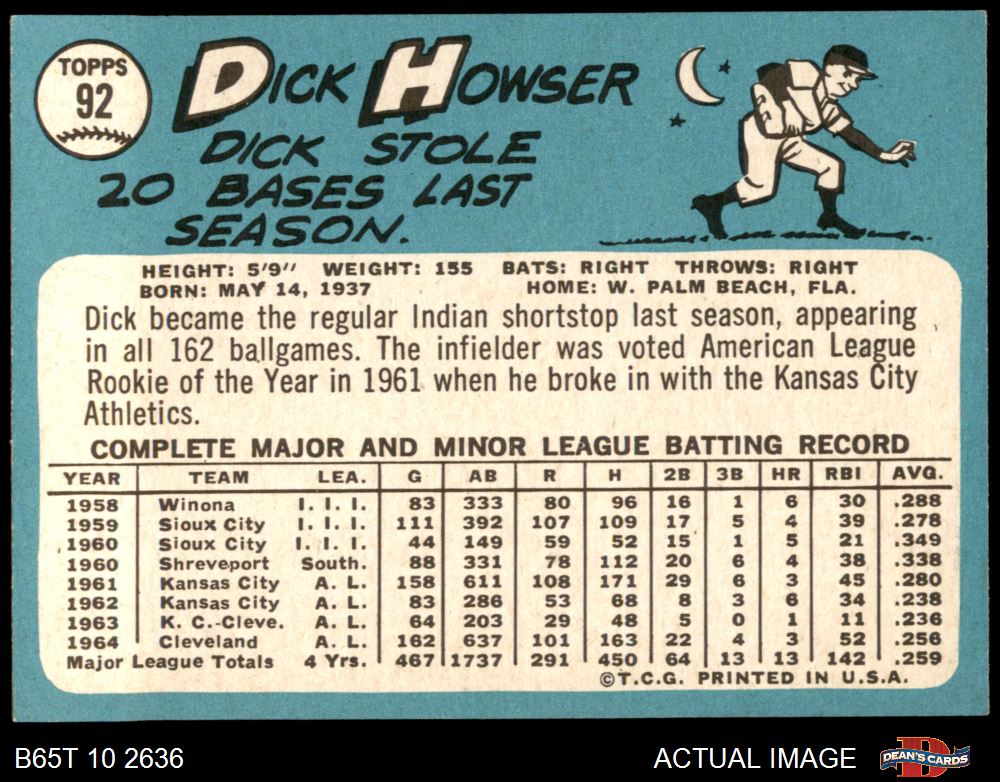 TOPPS
92
DICK HOWSER
DICK STOLE
20 BASES LAST
SEASON.
HEIGHT: 5'9" WEIGHT: 155 BATS: RIGHT THROWS: RIGHT
BORN: MAY 14, 1937 HOME: W. PALM BEACH, FLA.
Dick became the regular Indian shortstop last season, appearing
in all 162 ballgames. The infielder was voted American League
Rookie of the Year in 1961 when he broke in with the Kansas City
Athletics.
COMPLETE MAJOR AND MINOR LEAGUE BATTING RECORD
YEAR TEAM LEA. G AB R H 2B 3B HR RBI AVG.
1958 Winona I. I. I. 83 333 80 96 16 1 6 30 .288
1959 Sioux City I. I. I. 111 392 107 109 17 5 4 39 .278
1960 Sioux City I. I. I. 44 149 59 52 15 1 5 21 .349
1960 Shreveport South. 88 331 78 112 20 6 4 38 .338
1961 Kansas City A. L. 158 611 108 171 29 6 3 45 .280
1962 Kansas City A. L. 83 286 53 68 8 3 6 34 .238
1963 K. C.-Cleve. A. L. 64 203 29 48 5 0 1 11 .236
1964 Cleveland A. L. 162 637 101 163 22 4 3 52 .256
Major League Totals 4 Yrs. 467 1737 291 450 64 13 13 142 .259
©T.C.G. PRINTED IN U.S.A.
B65T 10 2636 ACTUAL IMAGE DEAN'S CARDS